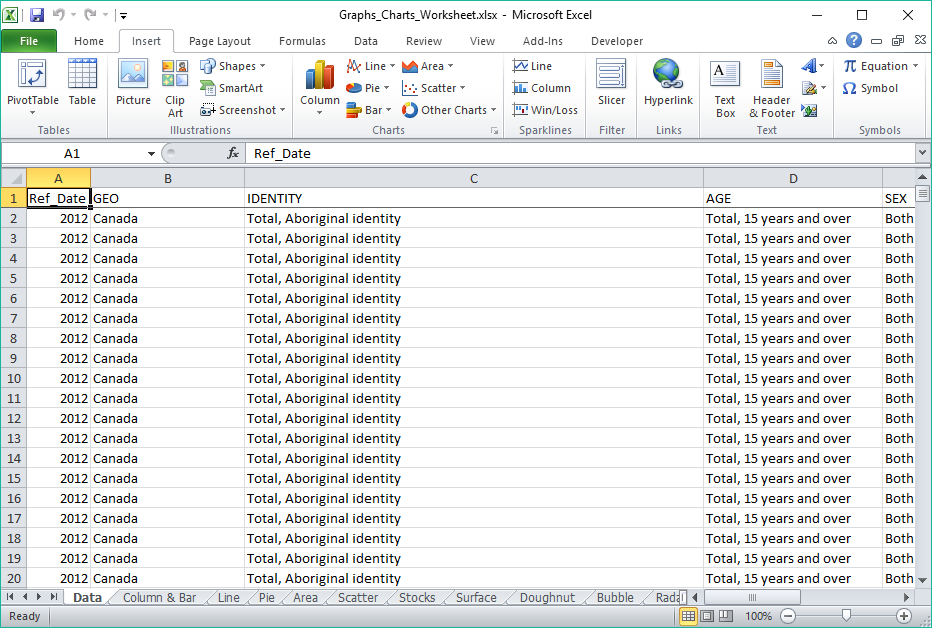 Graphs_Charts_Worksheet.xlsx - Microsoft Excel
File Home Insert Page Layout Formulas Data Review View Add-Ins Developer
PivotTable Table Picture Clip Art Shapes SmartArt Screenshot Column Line Pie Bar Area Scatter Other Charts Line Column Win/Loss Slicer Hyperlink Text Box Header & Footer Equation Symbol
Tables Illustrations Charts Sparklines Filter Links Text Symbols
A1 fx Ref_Date
A B C D
1 Ref_Date GEO IDENTITY AGE SEX
2 2012 Canada Total, Aboriginal identity Total, 15 years and over Both
3 2012 Canada Total, Aboriginal identity Total, 15 years and over Both
4 2012 Canada Total, Aboriginal identity Total, 15 years and over Both
5 2012 Canada Total, Aboriginal identity Total, 15 years and over Both
6 2012 Canada Total, Aboriginal identity Total, 15 years and over Both
7 2012 Canada Total, Aboriginal identity Total, 15 years and over Both
8 2012 Canada Total, Aboriginal identity Total, 15 years and over Both
9 2012 Canada Total, Aboriginal identity Total, 15 years and over Both
10 2012 Canada Total, Aboriginal identity Total, 15 years and over Both
11 2012 Canada Total, Aboriginal identity Total, 15 years and over Both
12 2012 Canada Total, Aboriginal identity Total, 15 years and over Both
13 2012 Canada Total, Aboriginal identity Total, 15 years and over Both
14 2012 Canada Total, Aboriginal identity Total, 15 years and over Both
15 2012 Canada Total, Aboriginal identity Total, 15 years and over Both
16 2012 Canada Total, Aboriginal identity Total, 15 years and over Both
17 2012 Canada Total, Aboriginal identity Total, 15 years and over Both
18 2012 Canada Total, Aboriginal identity Total, 15 years and over Both
19 2012 Canada Total, Aboriginal identity Total, 15 years and over Both
20 2012 Canada Total, Aboriginal identity Total, 15 years and over Both
Data Column & Bar Line Pie Area Scatter Stocks Surface Doughnut Bubble Rada
Ready 100%